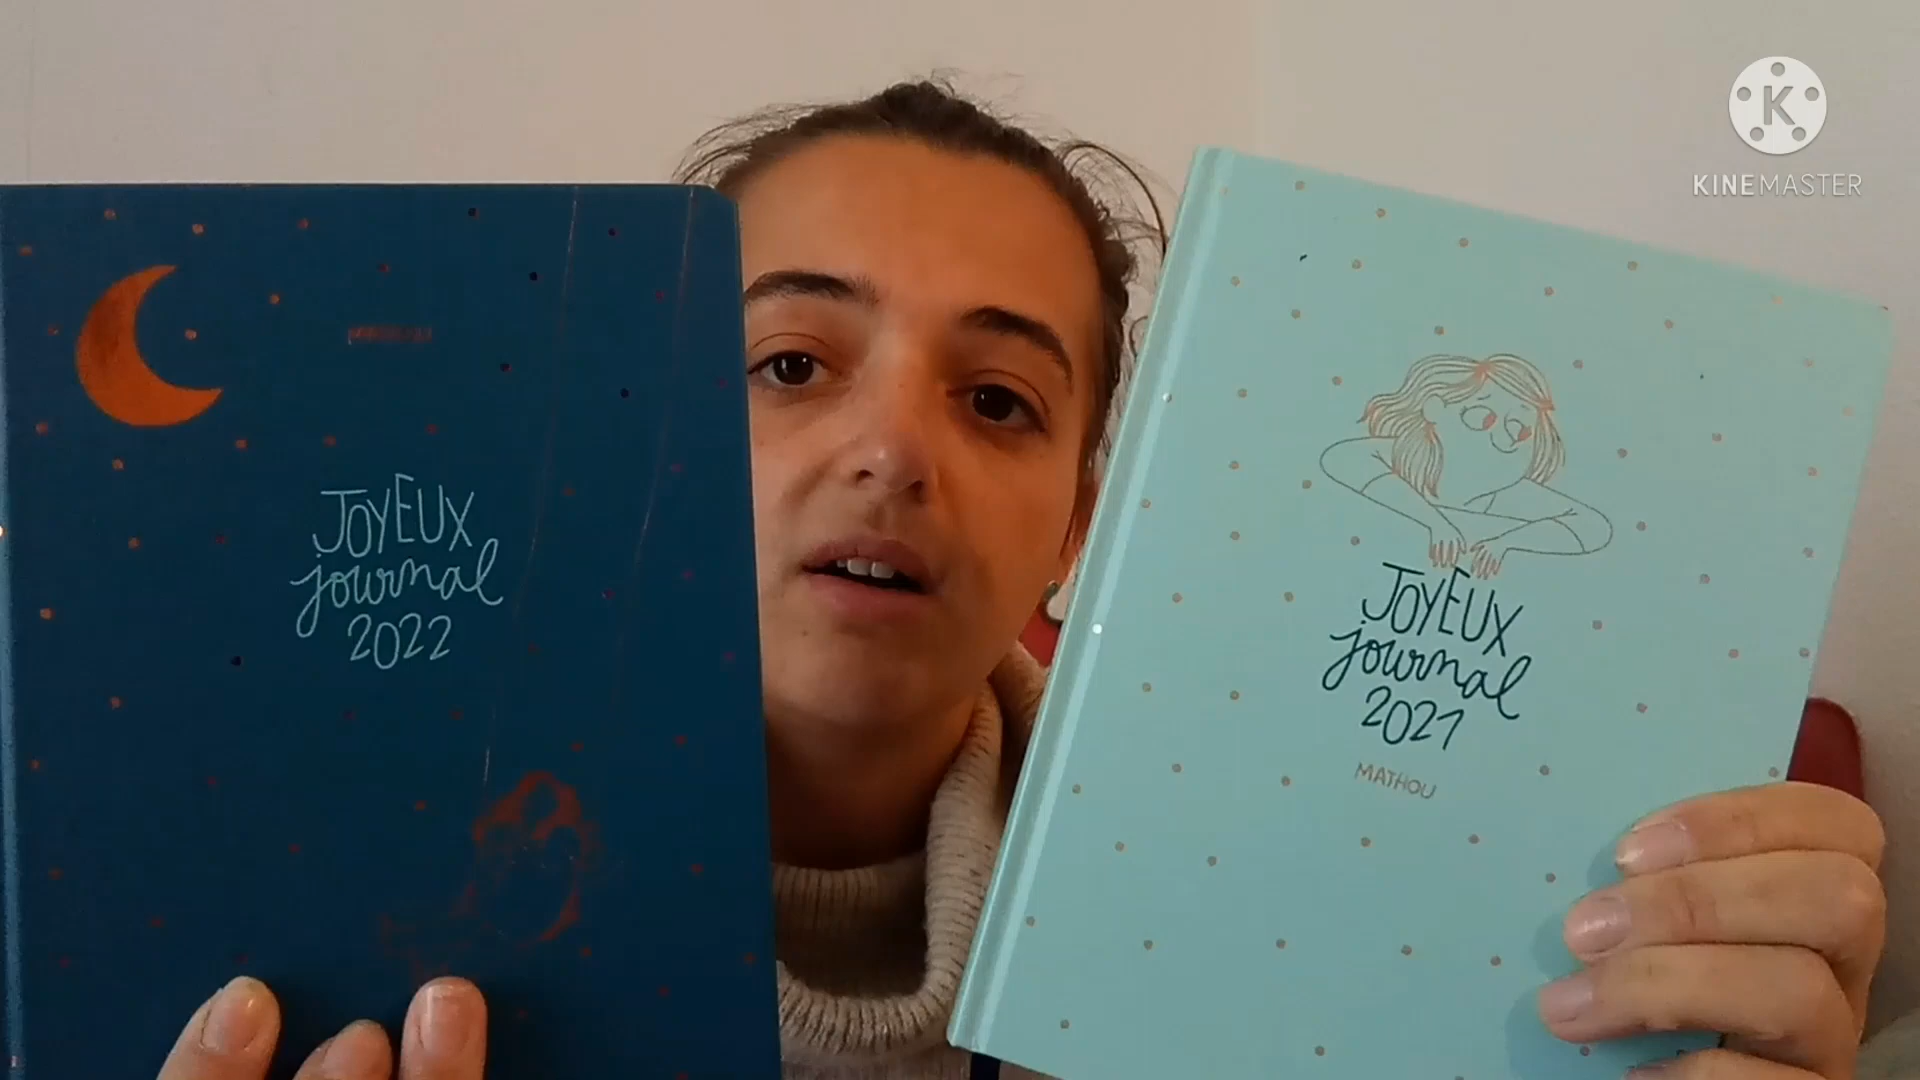 JOYEUX
journal
2022
JOYEUX
journal
2021
MATHOU
K
KINEMASTER